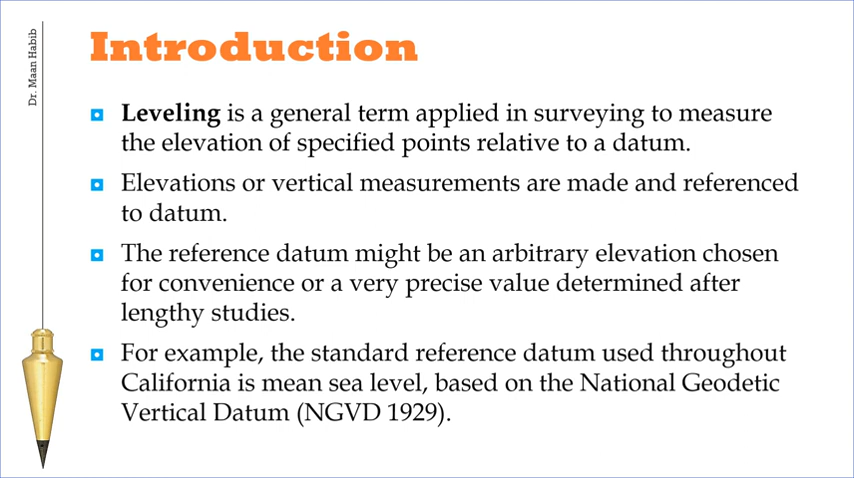 Dr. Maan Habib
Introduction
Leveling is a general term applied in surveying to measure
the elevation of specified points relative to a datum.
Elevations or vertical measurements are made and referenced
to datum.
The reference datum might be an arbitrary elevation chosen
for convenience or a very precise value determined after
lengthy studies.
For example, the standard reference datum used throughout
California is mean sea level, based on the National Geodetic
Vertical Datum (NGVD 1929).